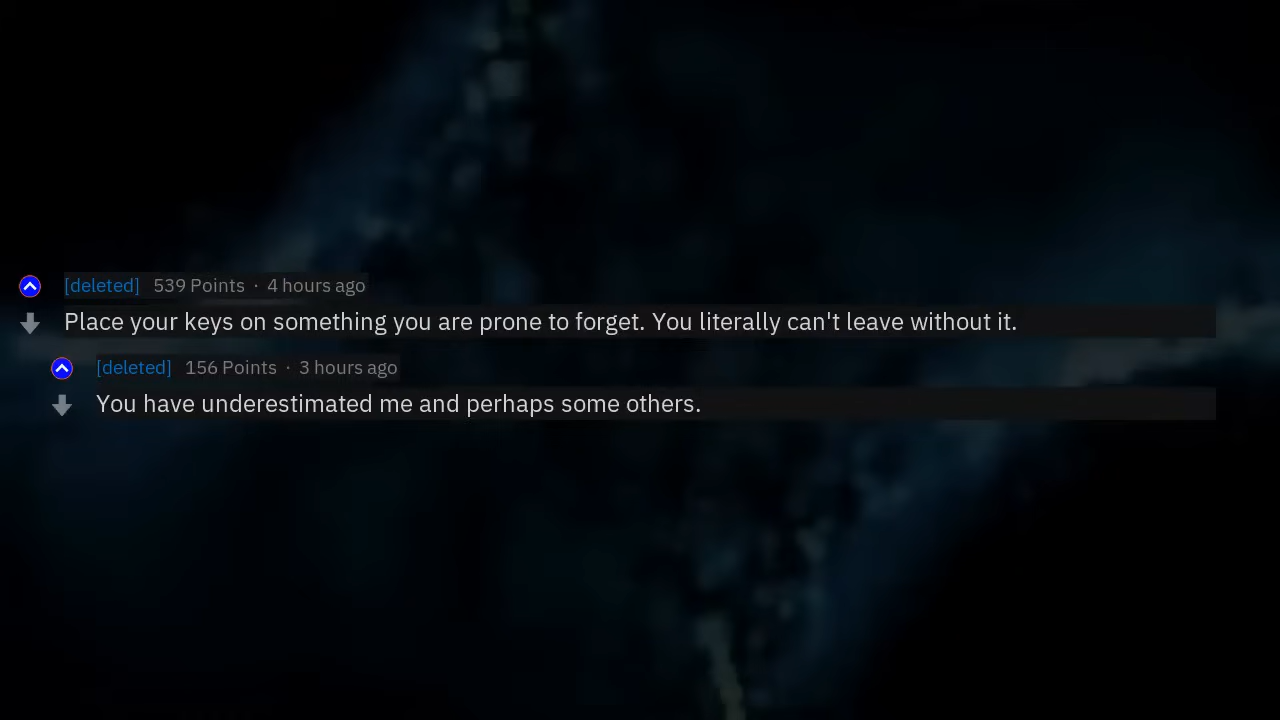 [deleted] 539 Points · 4 hours ago
Place your keys on something you are prone to forget. You literally can't leave without it.
[deleted] 156 Points · 3 hours ago
You have underestimated me and perhaps some others.